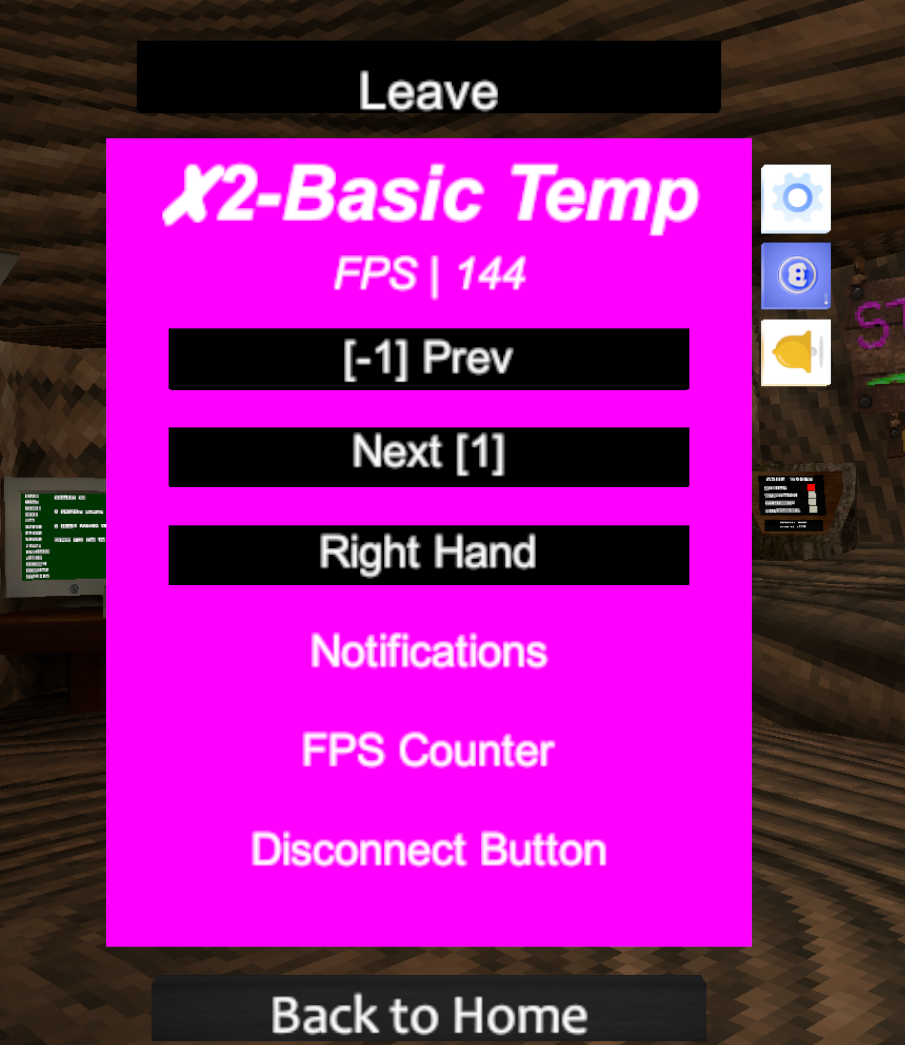 Leave
✗2-Basic Temp
FPS | 144
[-1] Prev
Next [1]
Right Hand
Notifications
FPS Counter
Disconnect Button
Back to Home